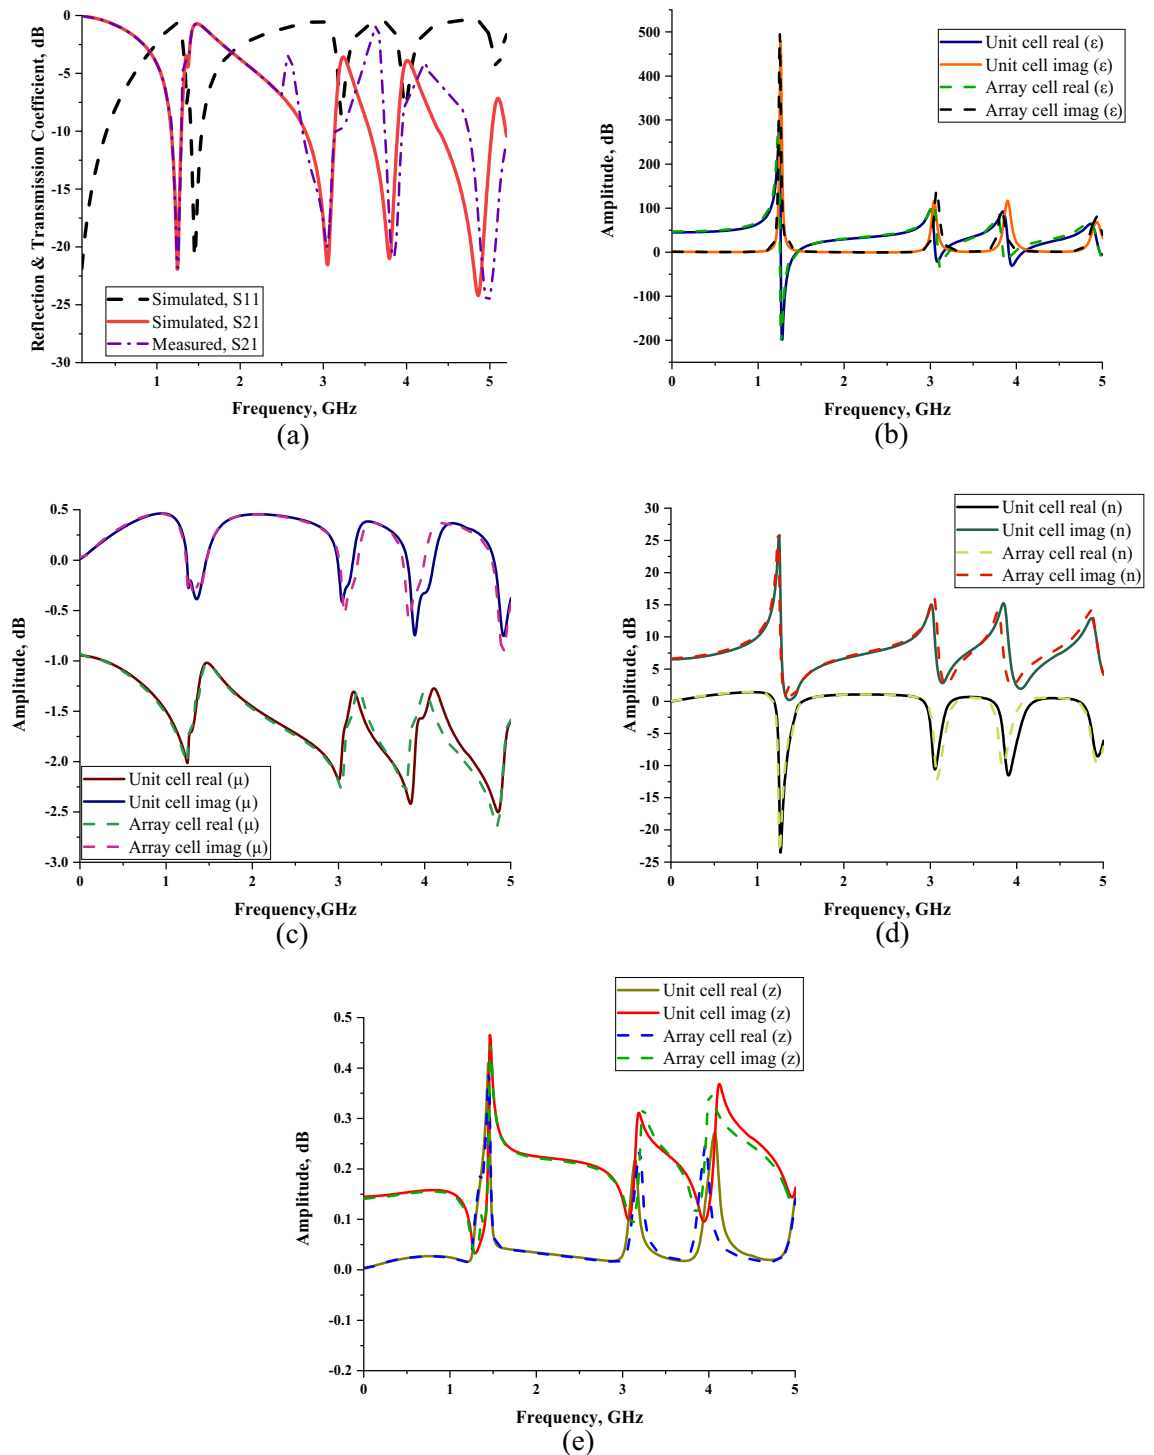 Reflection & Transmission Coefficient, dB
0
-5
-10
-15
-20
-25
-30
Simulated, S11
Simulated, S21
Measured, S21
1 2 3 4 5
Frequency, GHz
(a)
Amplitude, dB
500
400
300
200
100
0
-100
-200
Unit cell real (ε)
Unit cell imag (ε)
Array cell real (ε)
Array cell imag (ε)
0 1 2 3 4 5
Frequency, GHz
(b)
Amplitude, dB
0.5
0.0
-0.5
-1.0
-1.5
-2.0
-2.5
-3.0
Unit cell real (μ)
Unit cell imag (μ)
Array cell real (μ)
Array cell imag (μ)
0 1 2 3 4 5
Frequency,GHz
(c)
Amplitude, dB
30
25
20
15
10
5
0
-5
-10
-15
-20
-25
Unit cell real (n)
Unit cell imag (n)
Array cell real (n)
Array cell imag (n)
0 1 2 3 4 5
Frequency, GHz
(d)
Amplitude, dB
0.5
0.4
0.3
0.2
0.1
0.0
-0.1
-0.2
Unit cell real (z)
Unit cell imag (z)
Array cell real (z)
Array cell imag (z)
0 1 2 3 4 5
Frequency, GHz
(e)